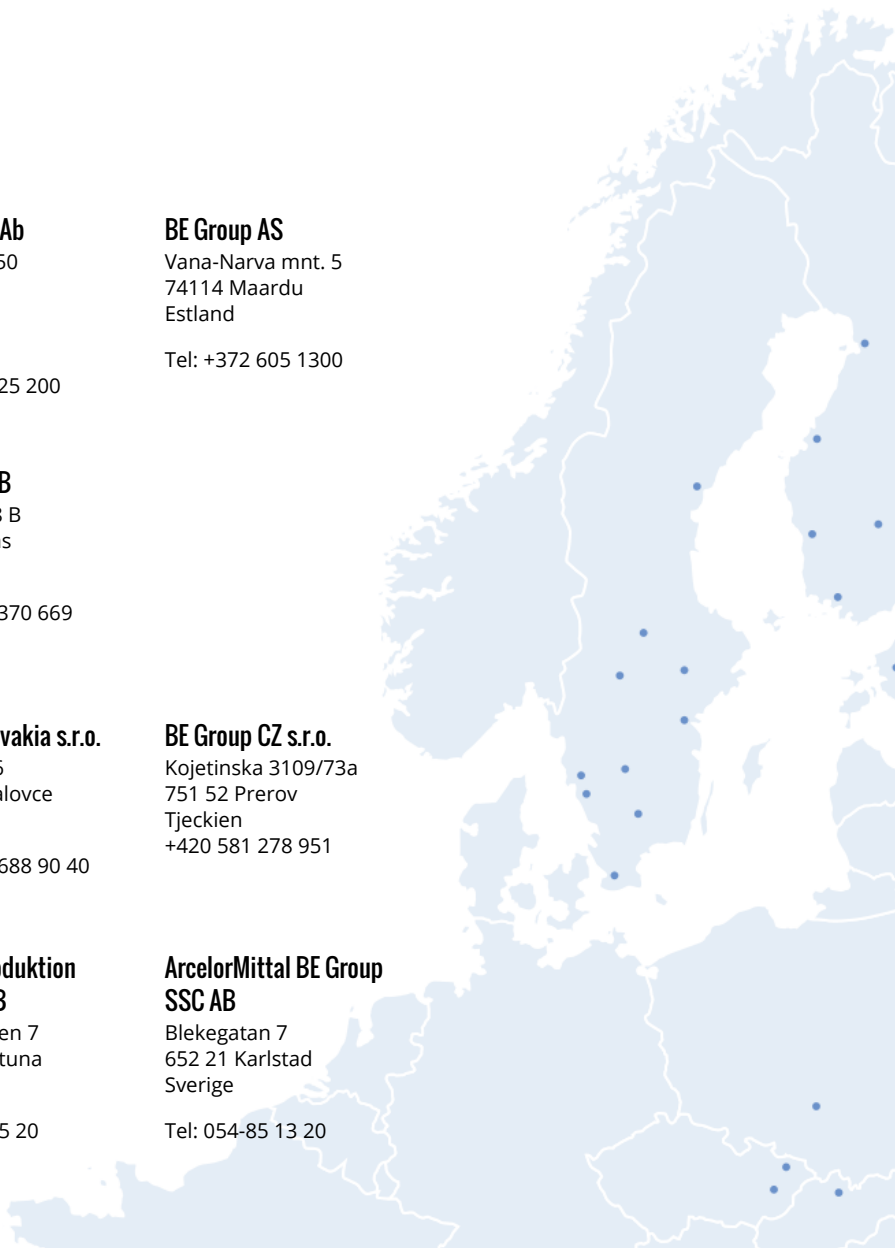 Ab
50
25 200
BE Group AS
Vana-Narva mnt. 5
74114 Maardu
Estland
Tel: +372 605 1300
B
B
s
370 669
vakia s.r.o.
alovce
688 90 40
BE Group CZ s.r.o.
Kojetinska 3109/73a
751 52 Prerov
Tjeckien
+420 581 278 951
oduktion
en 7
tuna
5 20
ArcelorMittal BE Group
SSC AB
Blekegatan 7
652 21 Karlstad
Sverige
Tel: 054-85 13 20